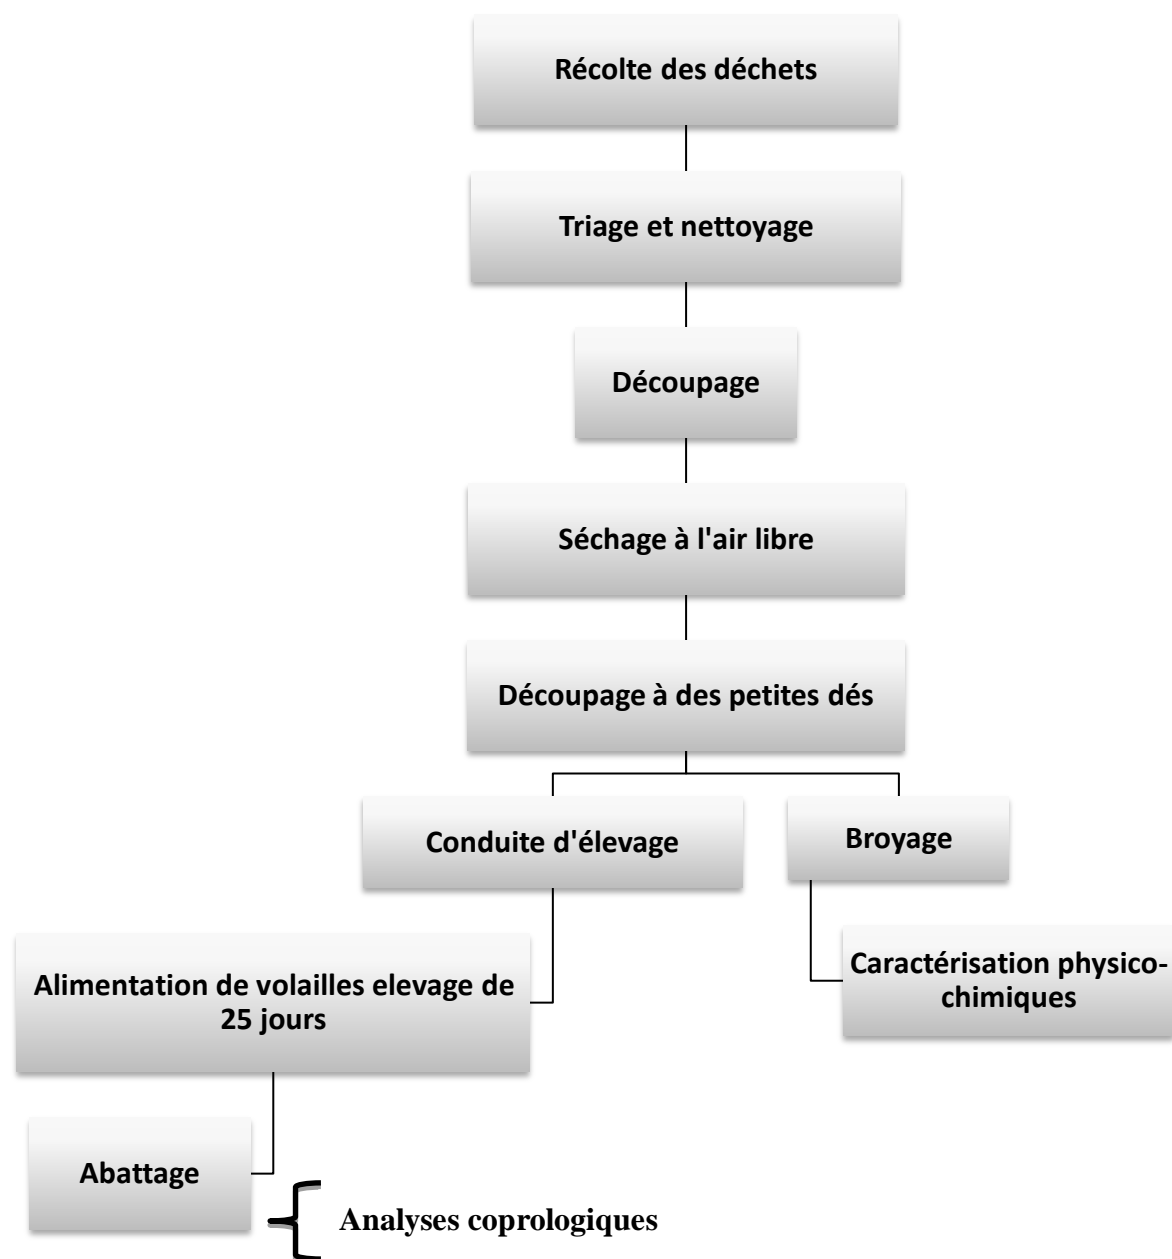 Récolte des déchets
Triage et nettoyage
Découpage
Séchage à l'air libre
Découpage à des petites dés
Conduite d'élevage
Broyage
Alimentation de volailles elevage de
25 jours
Caractérisation physico-
chimiques
Abattage
Analyses coprologiques